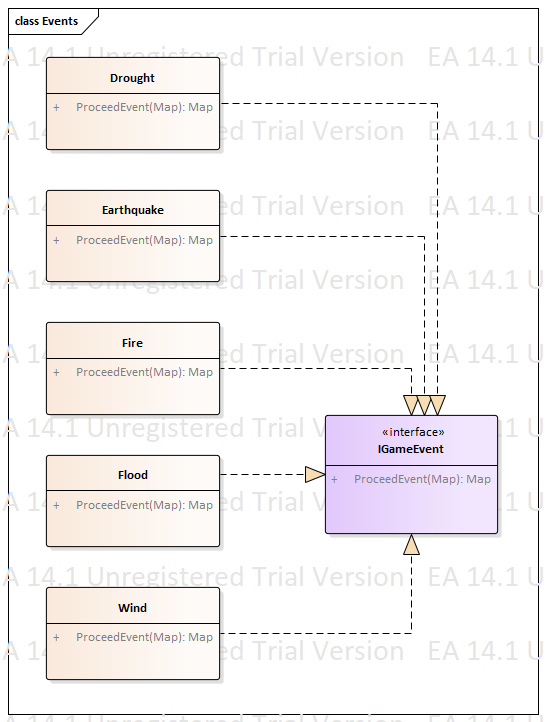 class Events
EA 14.1 Unregistered Trial Version EA 14.1 U
Drought
+ ProceedEvent(Map): Map
Earthquake
+ ProceedEvent(Map): Map
Fire
+ ProceedEvent(Map): Map
«interface»
IGameEvent
+ ProceedEvent(Map): Map
Flood
+ ProceedEvent(Map): Map
Wind
+ ProceedEvent(Map): Map